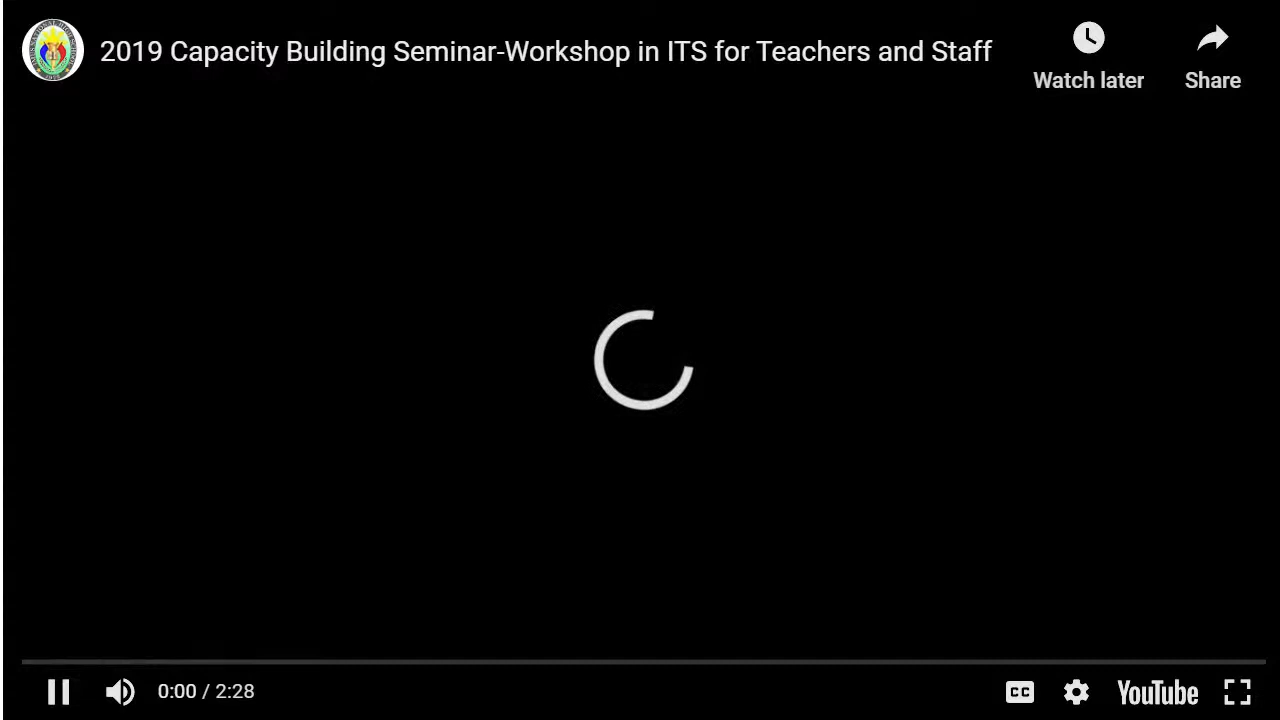 2019 Capacity Building Seminar-Workshop in ITS for Teachers and Staff
Watch later
Share
0:00 / 2:28
CC
YouTube